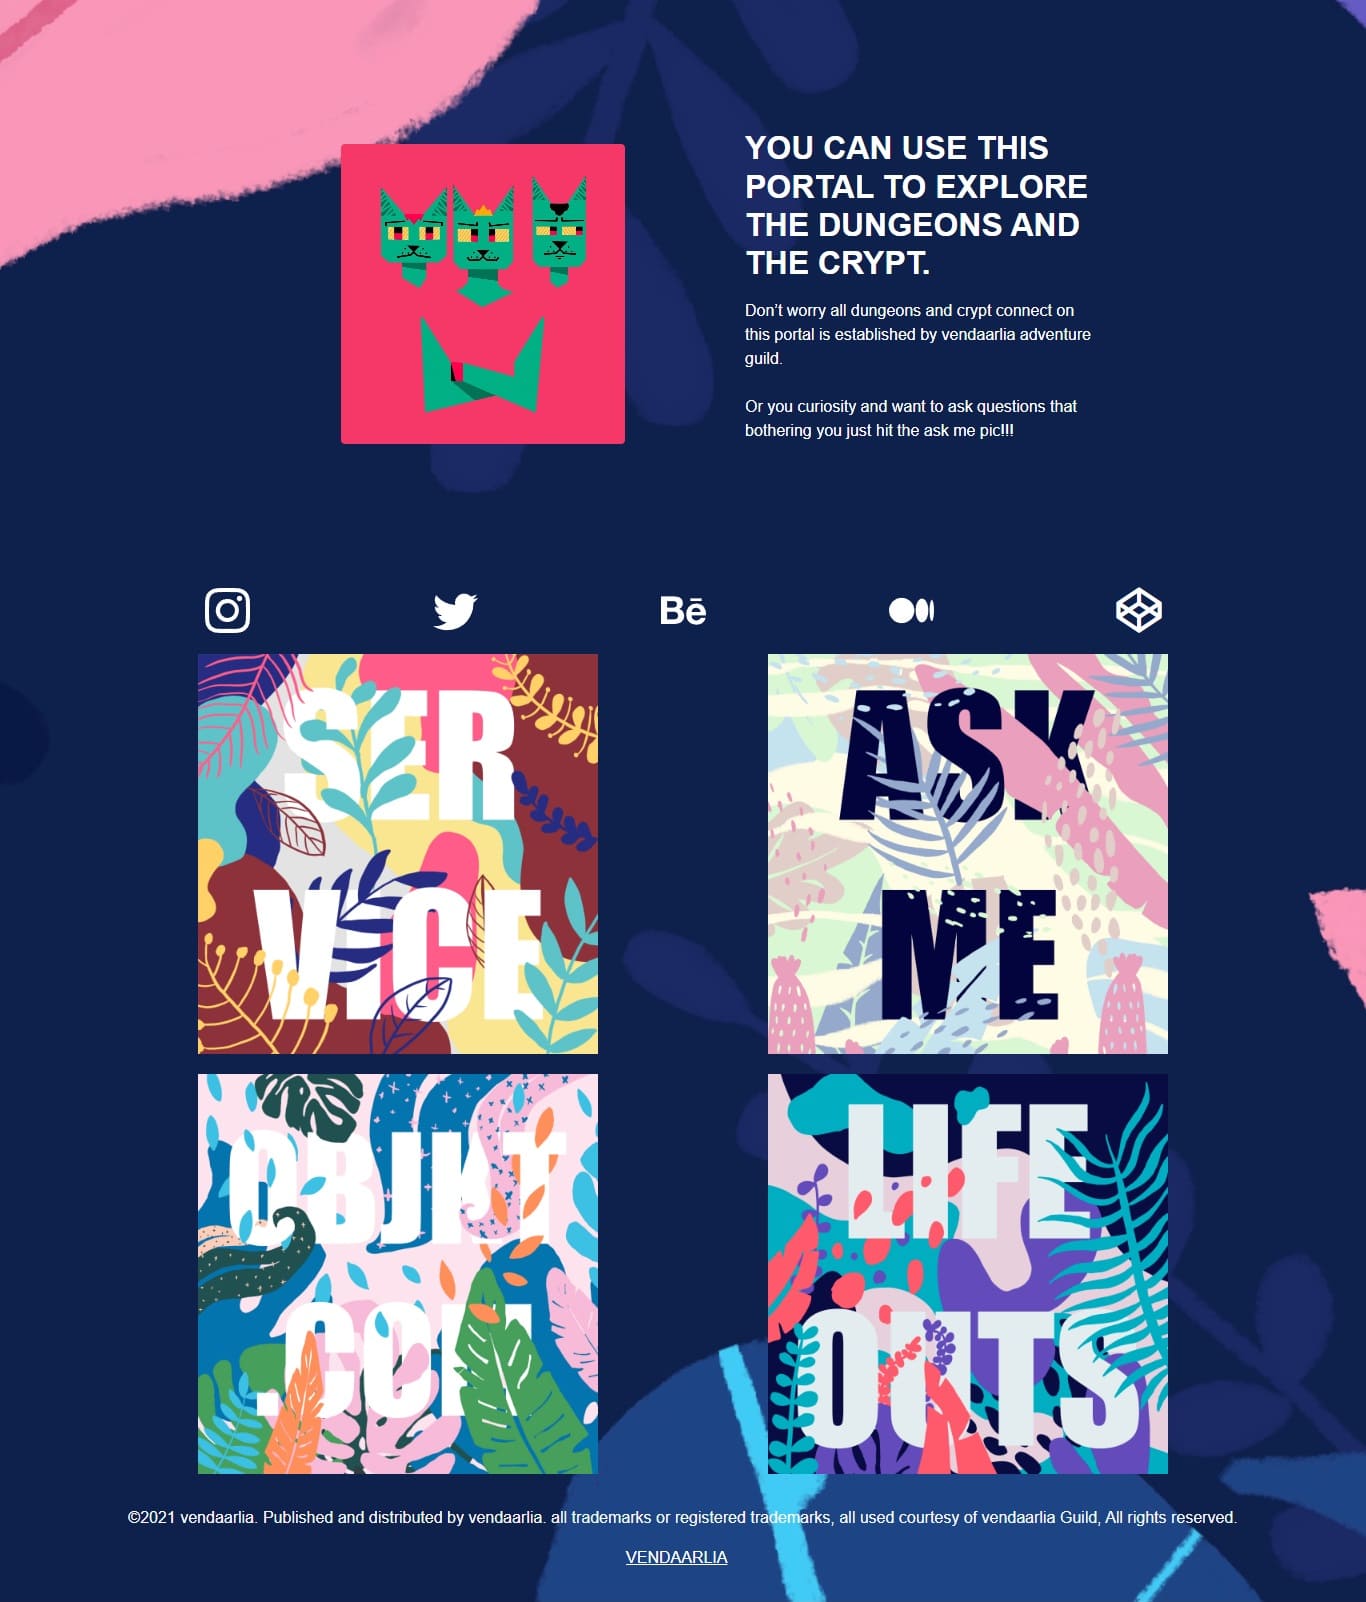 YOU CAN USE THIS
PORTAL TO EXPLORE
THE DUNGEONS AND
THE CRYPT.
Don’t worry all dungeons and crypt connect on
this portal is established by vendaarlia adventure
guild.
Or you curiosity and want to ask questions that
bothering you just hit the ask me pic!!!
Bē
SER
VICE
ASK
ME
OBJKT
.COM
LIFE
OUTS
©2021 vendaarlia. Published and distributed by vendaarlia. all trademarks or registered trademarks, all used courtesy of vendaarlia Guild, All rights reserved.
VENDAARLIA